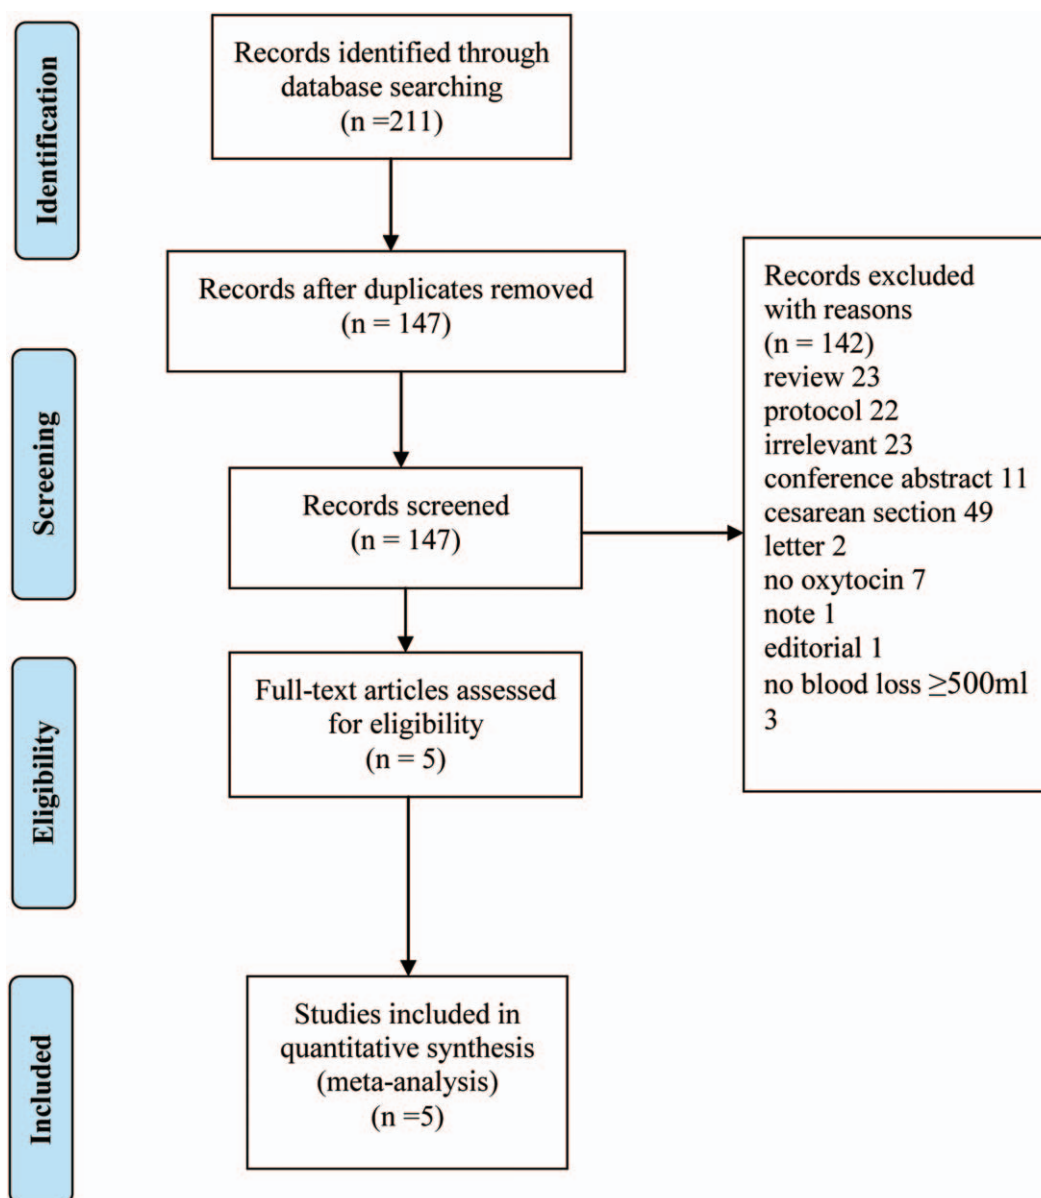 Identification
Records identified through
database searching
(n =211)
Records after duplicates removed
(n = 147)
Screening
Records screened
(n = 147)
Records excluded
with reasons
(n = 142)
review 23
protocol 22
irrelevant 23
conference abstract 11
cesarean section 49
letter 2
no oxytocin 7
note 1
editorial 1
no blood loss ≥500ml
3
Eligibility
Full-text articles assessed
for eligibility
(n = 5)
Included
Studies included in
quantitative synthesis
(meta-analysis)
(n =5)